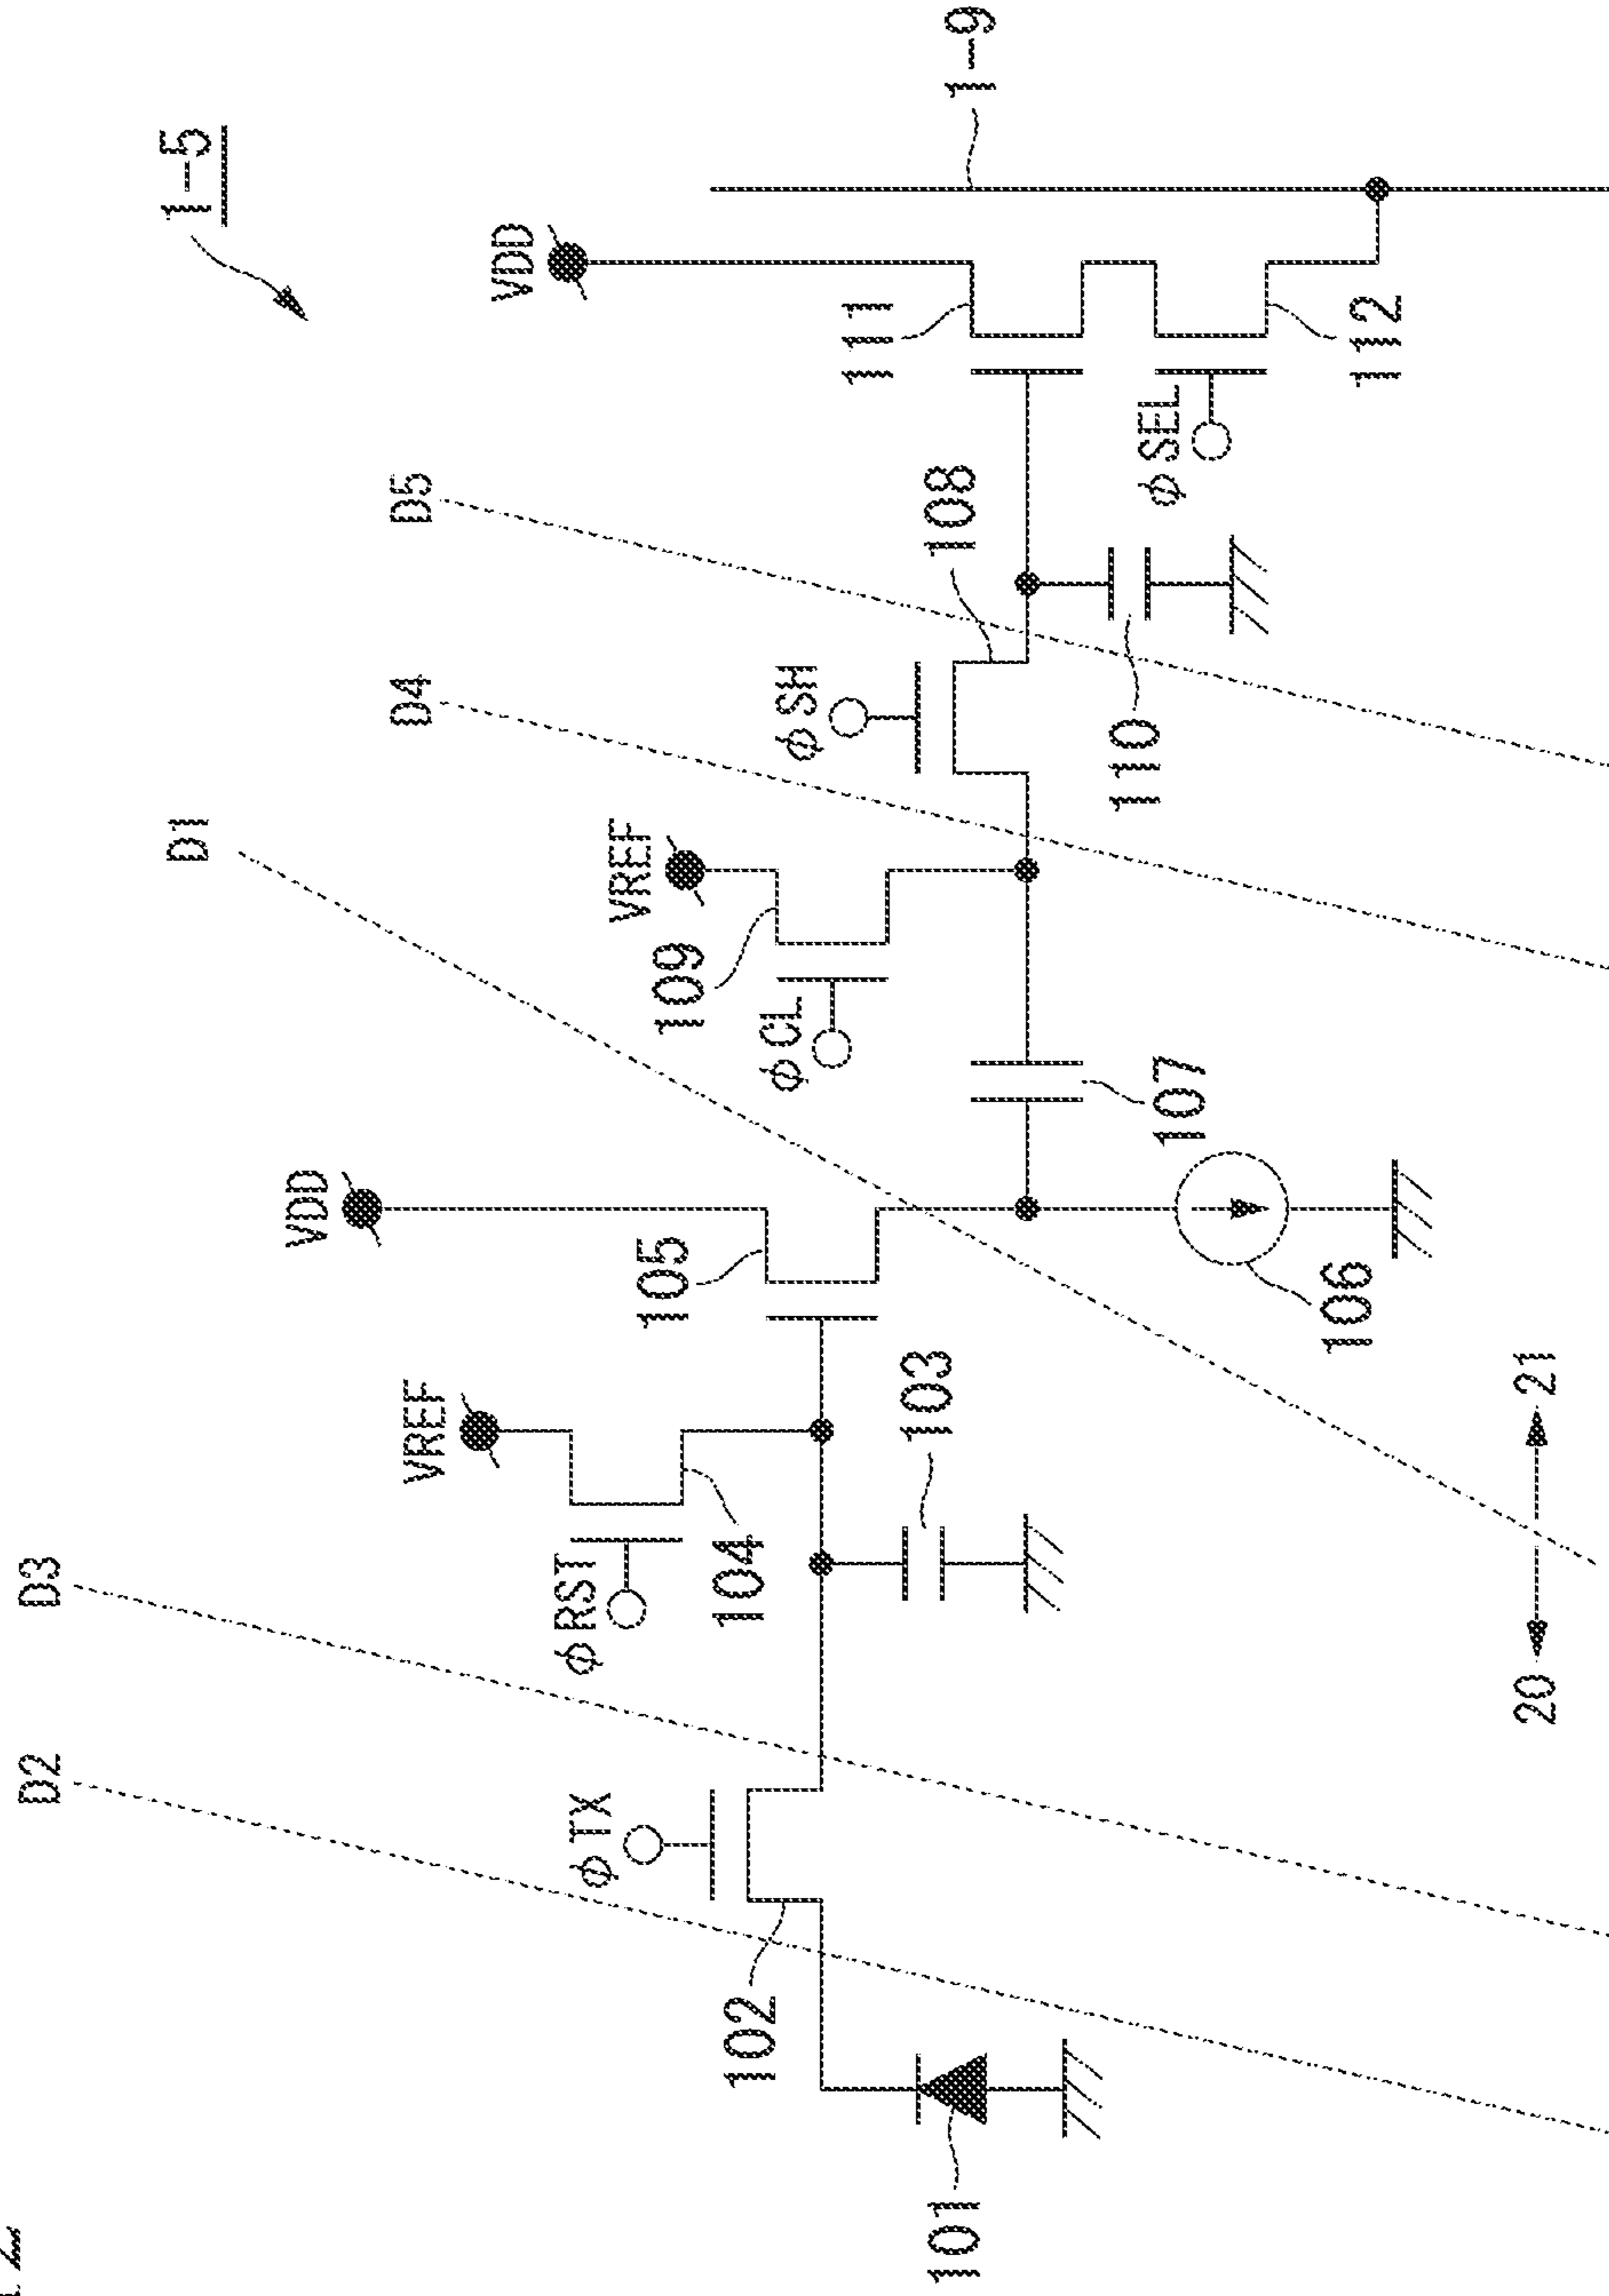 1-5
D3
D2
D1
D5
D4
VDD
VREF
φRST
104
φTX
102
101
103
VDD
105
106
107
VREF
109
φCL
φSH
108
110
VDD
111
φSEL
112
1-9
20
21